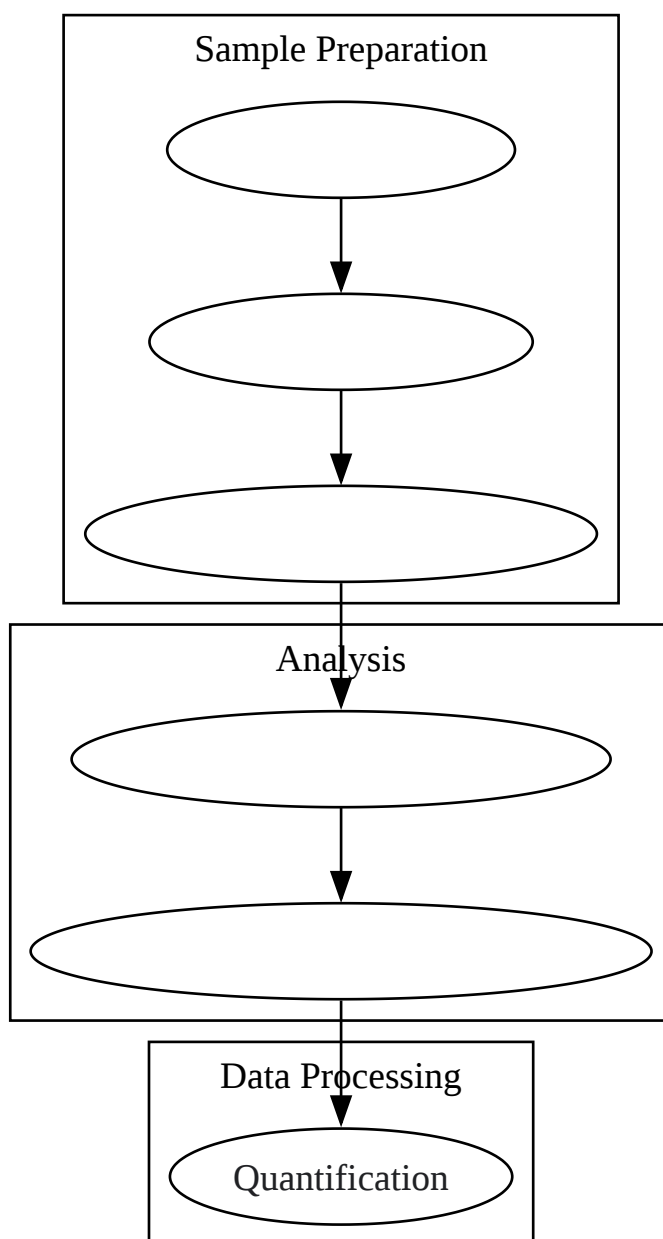 Sample Preparation
Analysis
Data Processing
Quantification